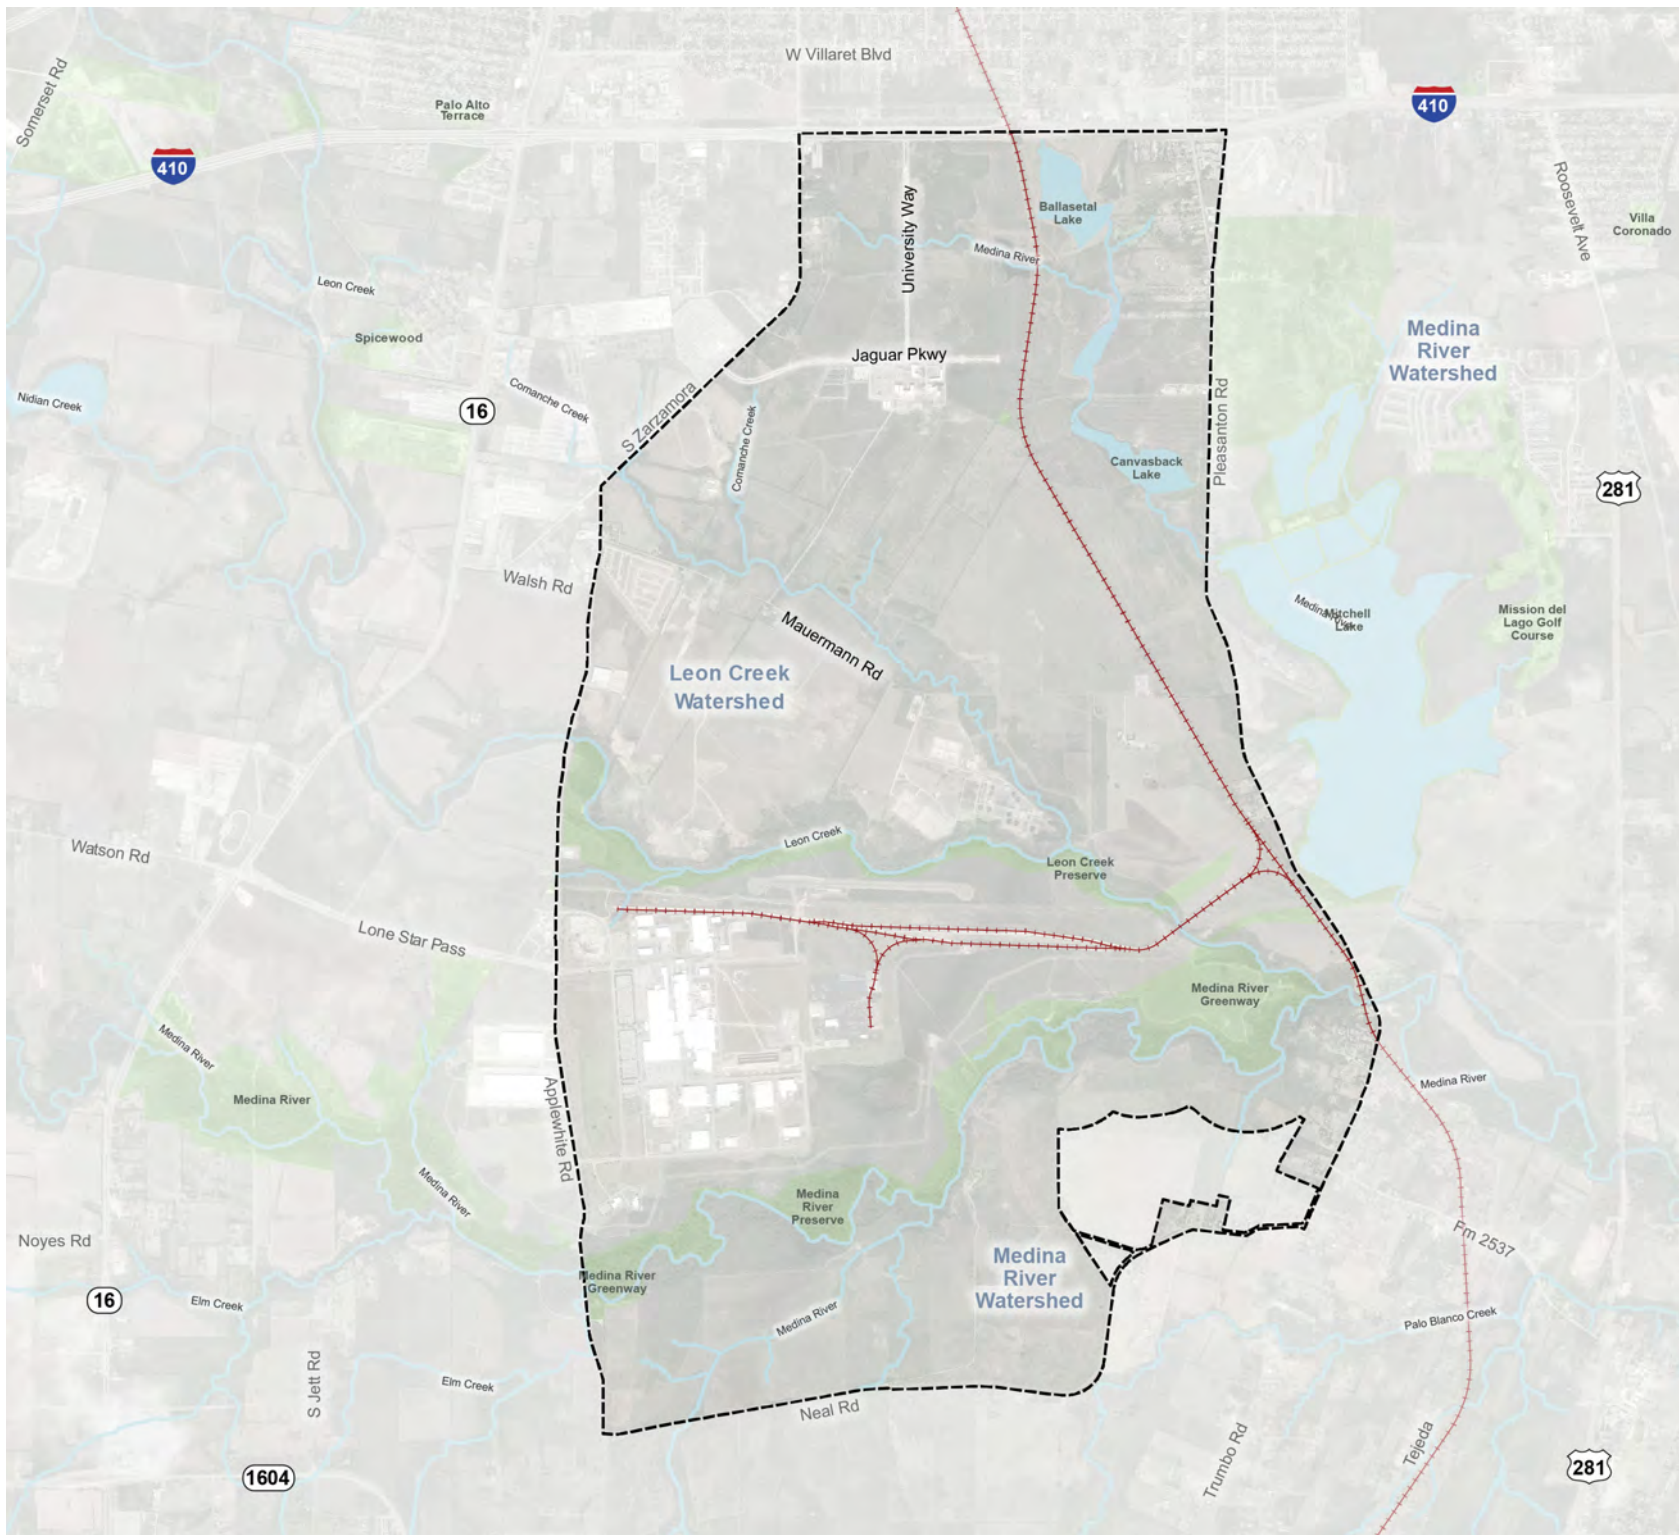 W Villaret Blvd
Somerset Rd
Palo Alto
Terrace
410
410
Roosevelt Ave
University Way
Ballasetal
Lake
Villa
Coronado
Medina River
Leon Creek
Spicewood
Medina
River
Watershed
Jaguar Pkwy
Nidian Creek
16
Comanche Creek
S Zarzamora
Comanche Creek
Pleasanton Rd
Canvasback
Lake
281
Walsh Rd
Mauermann Rd
Medina River
Mitchell
Lake
Mission del
Lago Golf
Course
Leon Creek
Watershed
Watson Rd
Leon Creek
Leon Creek
Preserve
Lone Star Pass
Medina River
Greenway
Medina River
Medina River
Medina River
Applewhite Rd
Medina River
Medina
River
Preserve
Noyes Rd
Fm 2537
Medina River
Greenway
Medina
River
Watershed
16
Elm Creek
Medina River
Palo Blanco Creek
S Jett Rd
Elm Creek
Neal Rd
Trumbo Rd
Tejeda
1604
281